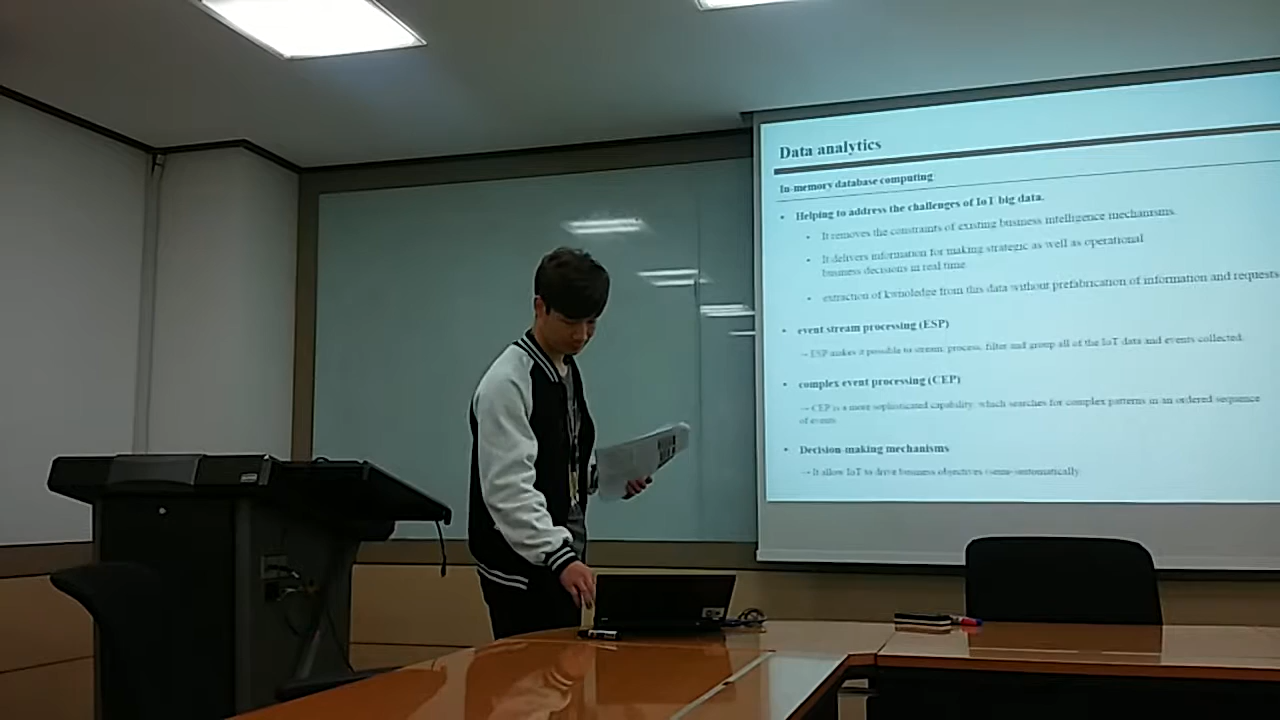 Data analytics
In-memory database computing
• Helping to address the challenges of IoT big data.
• It removes the constraints of existing business intelligence mechanisms.
• It delivers information for making strategic as well as operational
business decisions in real time
• extraction of kwnoledge from this data without prefabrication of information and requests
• event stream processing (ESP)
→ ESP makes it possible to stream, process, filter and group all of the IoT data and events collected.
• complex event processing (CEP)
→ CEP is a more sophisticated capability, which searches for complex patterns in an ordered sequence
of events
• Decision-making mechanisms
→ It allow IoT to drive business objectives (semi-)automatically